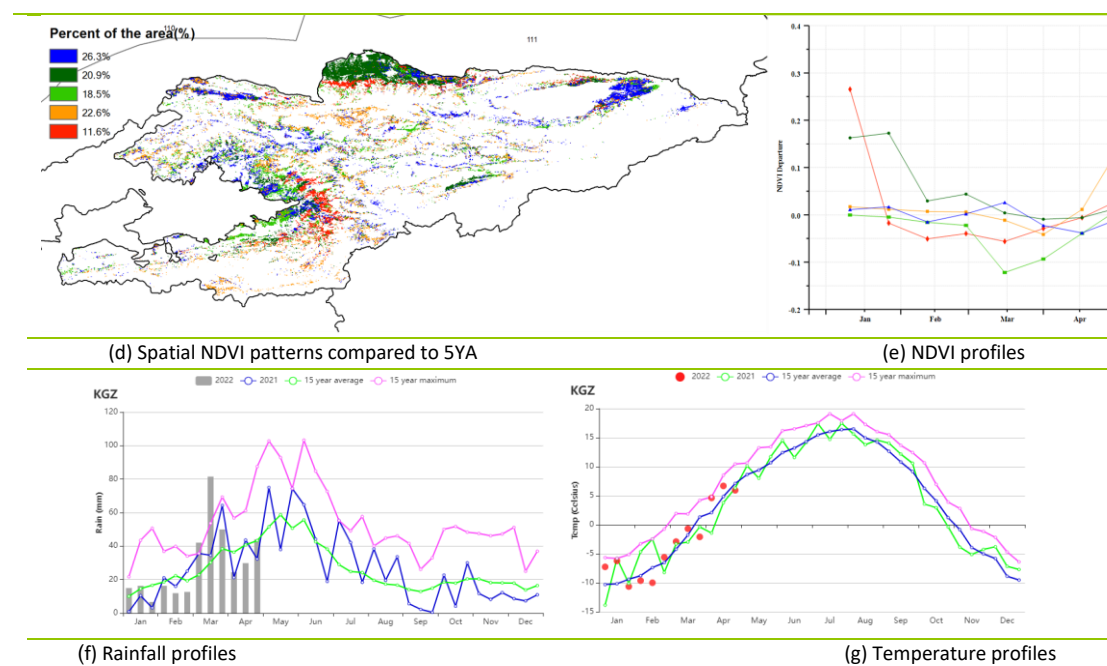 Percent of the area(%)
26.3%
20.9%
18.5%
22.6%
11.6%
110
111
0.4
0.3
0.2
0.1
0.0
-0.1
-0.2
NDVI Departure
Jan
Feb
Mar
Apr
(d) Spatial NDVI patterns compared to 5YA
(e) NDVI profiles
2022 2021 15 year average 15 year maximum
KGZ
120
100
80
60
40
20
0
Rain (mm)
Jan Feb Mar Apr May Jun Jul Aug Sep Oct Nov Dec
2022 2021 15 year average 15 year maximum
KGZ
20
15
10
5
0
-5
-10
-15
Temp (Celsius)
Jan Feb Mar Apr May Jun Jul Aug Sep Oct Nov Dec
(f) Rainfall profiles
(g) Temperature profiles